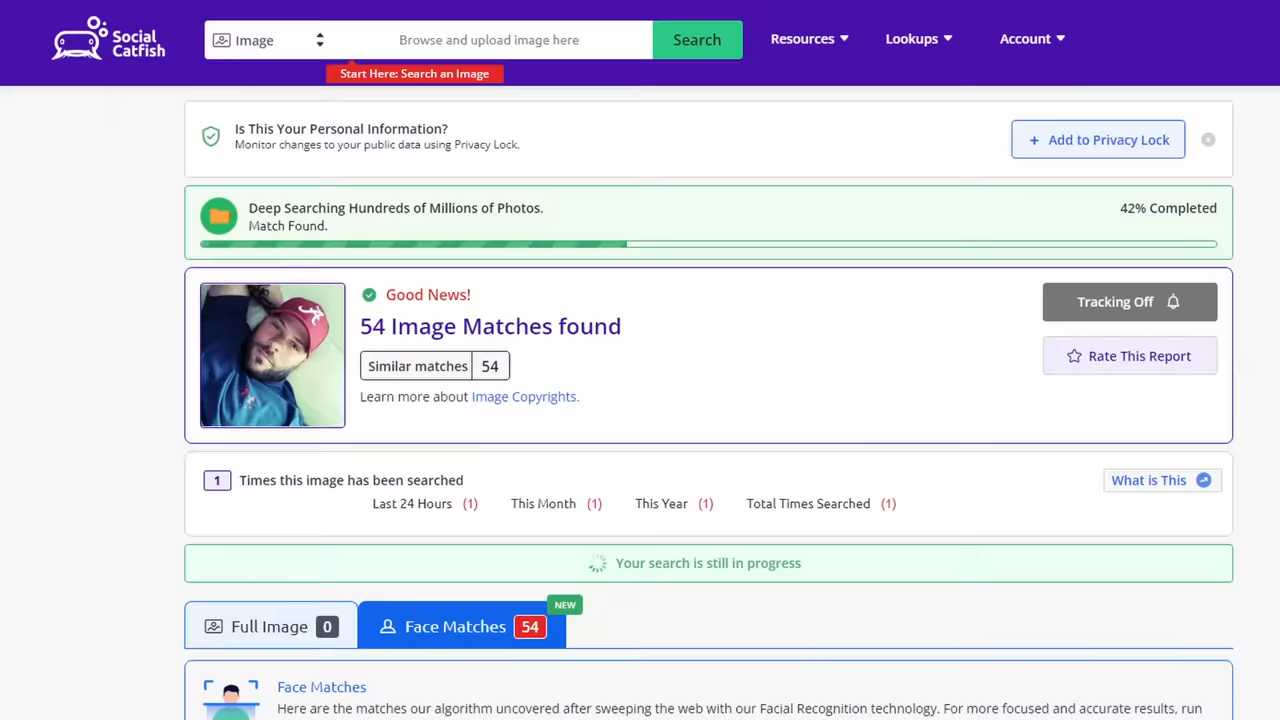 Social Catfish
Image
Browse and upload image here
Search
Resources
Lookups
Account
Start Here: Search an Image
Is This Your Personal Information?
Monitor changes to your public data using Privacy Lock.
+ Add to Privacy Lock
Deep Searching Hundreds of Millions of Photos.
42% Completed
Match Found.
A
Good News!
Tracking Off
54 Image Matches found
Rate This Report
Similar matches 54
Learn more about Image Copyrights.
1 Times this image has been searched
What is This
Last 24 Hours (1) This Month (1) This Year (1) Total Times Searched (1)
Your search is still in progress
NEW
Full Image 0
Face Matches 54
Face Matches
Here are the matches our algorithm uncovered after sweeping the web with our Facial Recognition technology. For more focused and accurate results, run